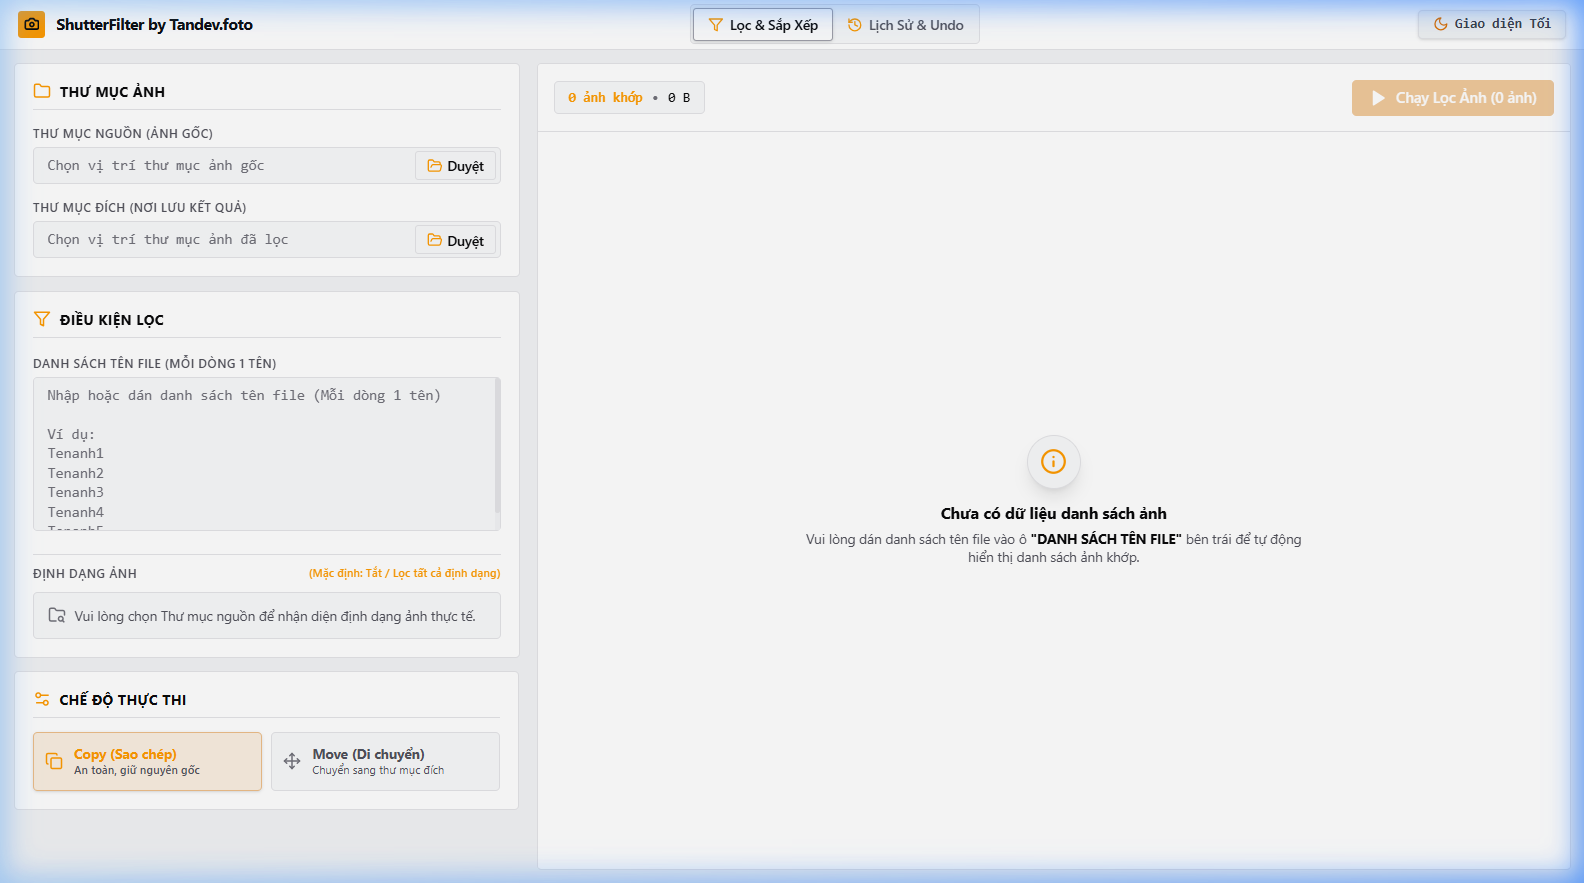 ShutterFilter by Tandev.foto
Lọc & Sắp Xếp
Lịch Sử & Undo
Giao diện Tối
THƯ MỤC ẢNH
THƯ MỤC NGUỒN (ẢNH GỐC)
Chọn vị trí thư mục ảnh gốc
Duyệt
THƯ MỤC ĐÍCH (NƠI LƯU KẾT QUẢ)
Chọn vị trí thư mục ảnh đã lọc
Duyệt
ĐIỀU KIỆN LỌC
DANH SÁCH TÊN FILE (MỖI DÒNG 1 TÊN)
Nhập hoặc dán danh sách tên file (Mỗi dòng 1 tên)
Ví dụ:
Tenanh1
Tenanh2
Tenanh3
Tenanh4
Tenanh5
ĐỊNH DẠNG ẢNH
(Mặc định: Tắt / Lọc tất cả định dạng)
Vui lòng chọn Thư mục nguồn để nhận diện định dạng ảnh thực tế.
CHẾ ĐỘ THỰC THI
Copy (Sao chép)
An toàn, giữ nguyên gốc
Move (Di chuyển)
Chuyển sang thư mục đích
0 ảnh khớp • 0 B
Chạy Lọc Ảnh (0 ảnh)
Chưa có dữ liệu danh sách ảnh
Vui lòng dán danh sách tên file vào ô "DANH SÁCH TÊN FILE" bên trái để tự động
hiển thị danh sách ảnh khớp.